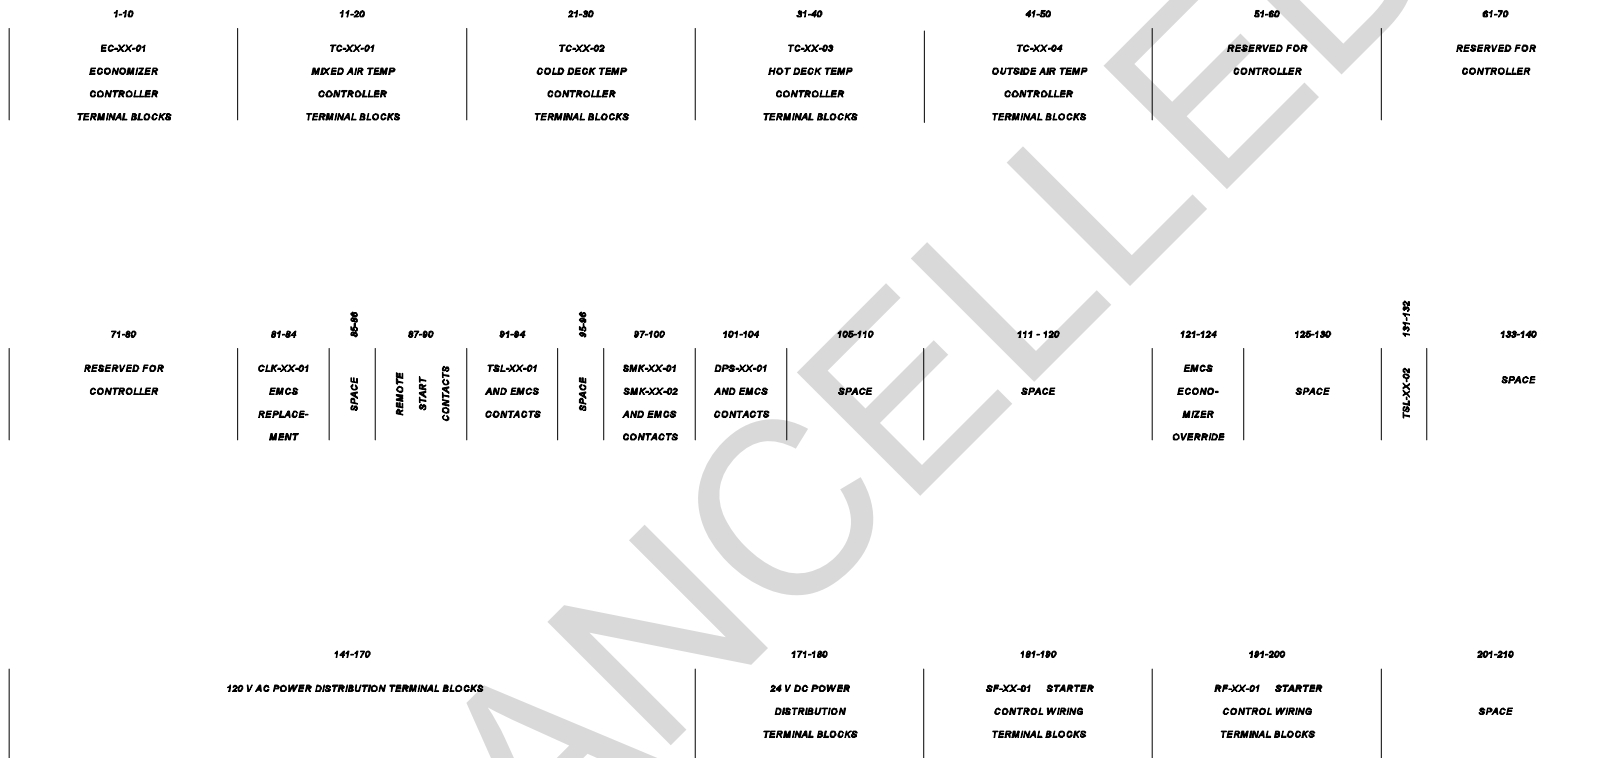 1-10 11-20 21-30 31-40 41-50 51-60 61-70
EC-XX-01 TC-XX-01 TC-XX-02 TC-XX-03 TC-XX-04 RESERVED FOR RESERVED FOR
ECONOMIZER MIXED AIR TEMP COLD DECK TEMP HOT DECK TEMP OUTSIDE AIR TEMP CONTROLLER CONTROLLER
CONTROLLER CONTROLLER CONTROLLER CONTROLLER CONTROLLER
TERMINAL BLOCKS TERMINAL BLOCKS TERMINAL BLOCKS TERMINAL BLOCKS TERMINAL BLOCKS
71-80 81-84 85-86 87-90 91-94 95-96 97-100 101-104 105-110 111 - 120 121-124 125-130 131-132 133-140
RESERVED FOR
CONTROLLER
CLK-XX-01
EMCS
REPLACE-
MENT
SPACE
REMOTE
START
CONTACTS
TSL-XX-01
AND EMCS
CONTACTS
SPACE
SMK-XX-01
SMK-XX-02
AND EMCS
CONTACTS
DPS-XX-01
AND EMCS
CONTACTS
SPACE
SPACE
EMCS
ECONO-
MIZER
OVERRIDE
SPACE
TSL-XX-02
SPACE
141-170 171-180 181-190 191-200 201-210
120 V AC POWER DISTRIBUTION TERMINAL BLOCKS
24 V DC POWER
DISTRIBUTION
TERMINAL BLOCKS
SF-XX-01 STARTER
CONTROL WIRING
TERMINAL BLOCKS
RF-XX-01 STARTER
CONTROL WIRING
TERMINAL BLOCKS
SPACE
ANCELLED